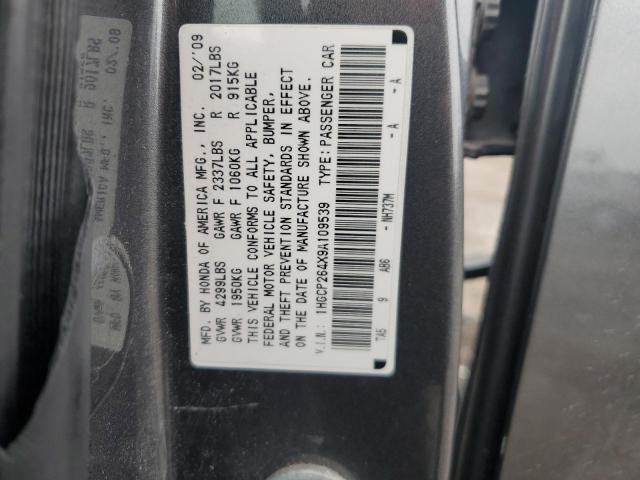 MFD. BY HONDA OF AMERICA MFG., INC. 02/'09
GVWR 4299LBS GAWR F 2337LBS R 2017LBS
GVWR 1950KG GAWR F 1060KG R 915KG
THIS VEHICLE CONFORMS TO ALL APPLICABLE
FEDERAL MOTOR VEHICLE SAFETY, BUMPER,
AND THEFT PREVENTION STANDARDS IN EFFECT
ON THE DATE OF MANUFACTURE SHOWN ABOVE.
V.I.N.: 1HGCP264X9A109539 TYPE:PASSENGER CAR
TA5 9 AB6 - NH737M - A - A